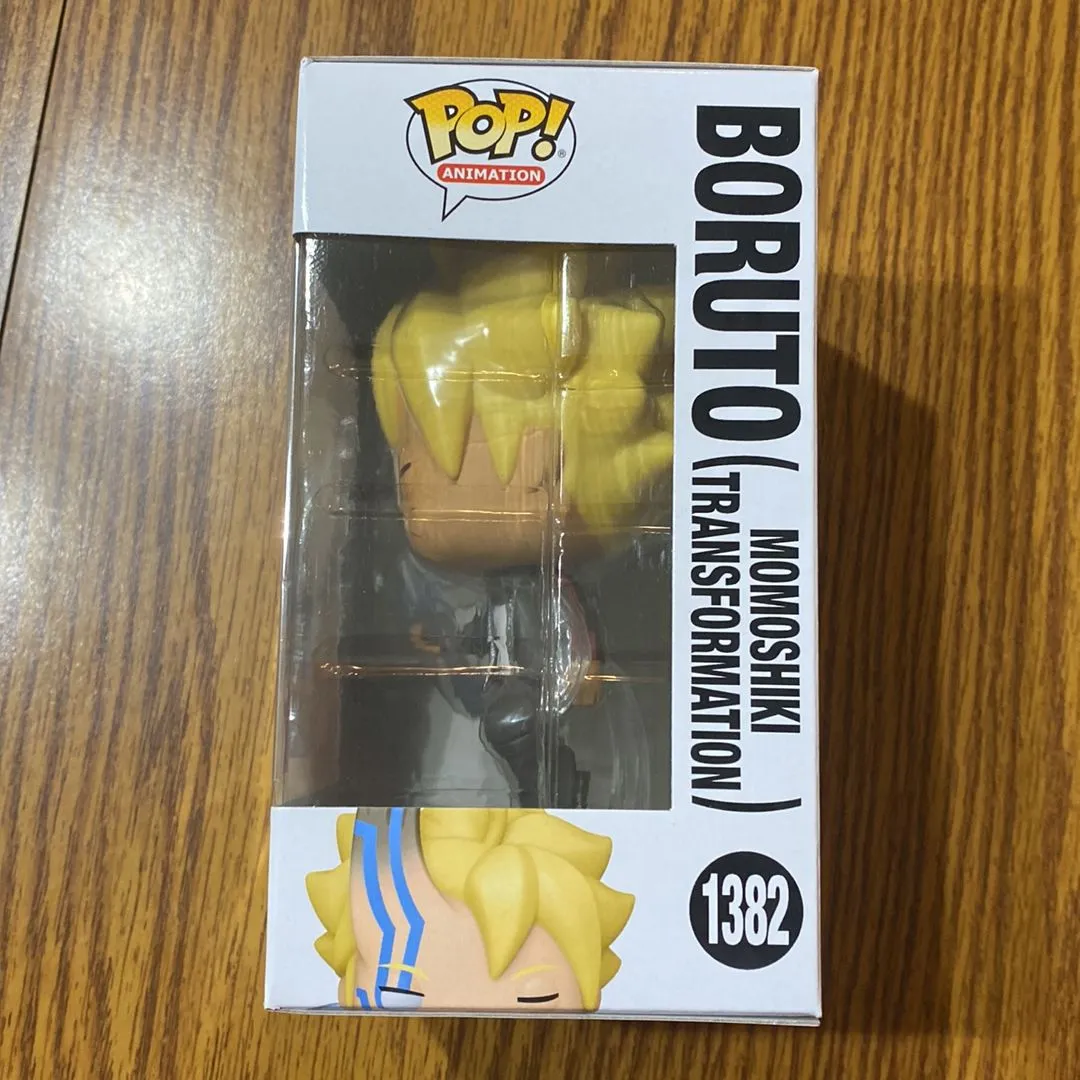 POP!
®
ANIMATION
BORUTO
(MOMOSHIKI
TRANSFORMATION)
1382